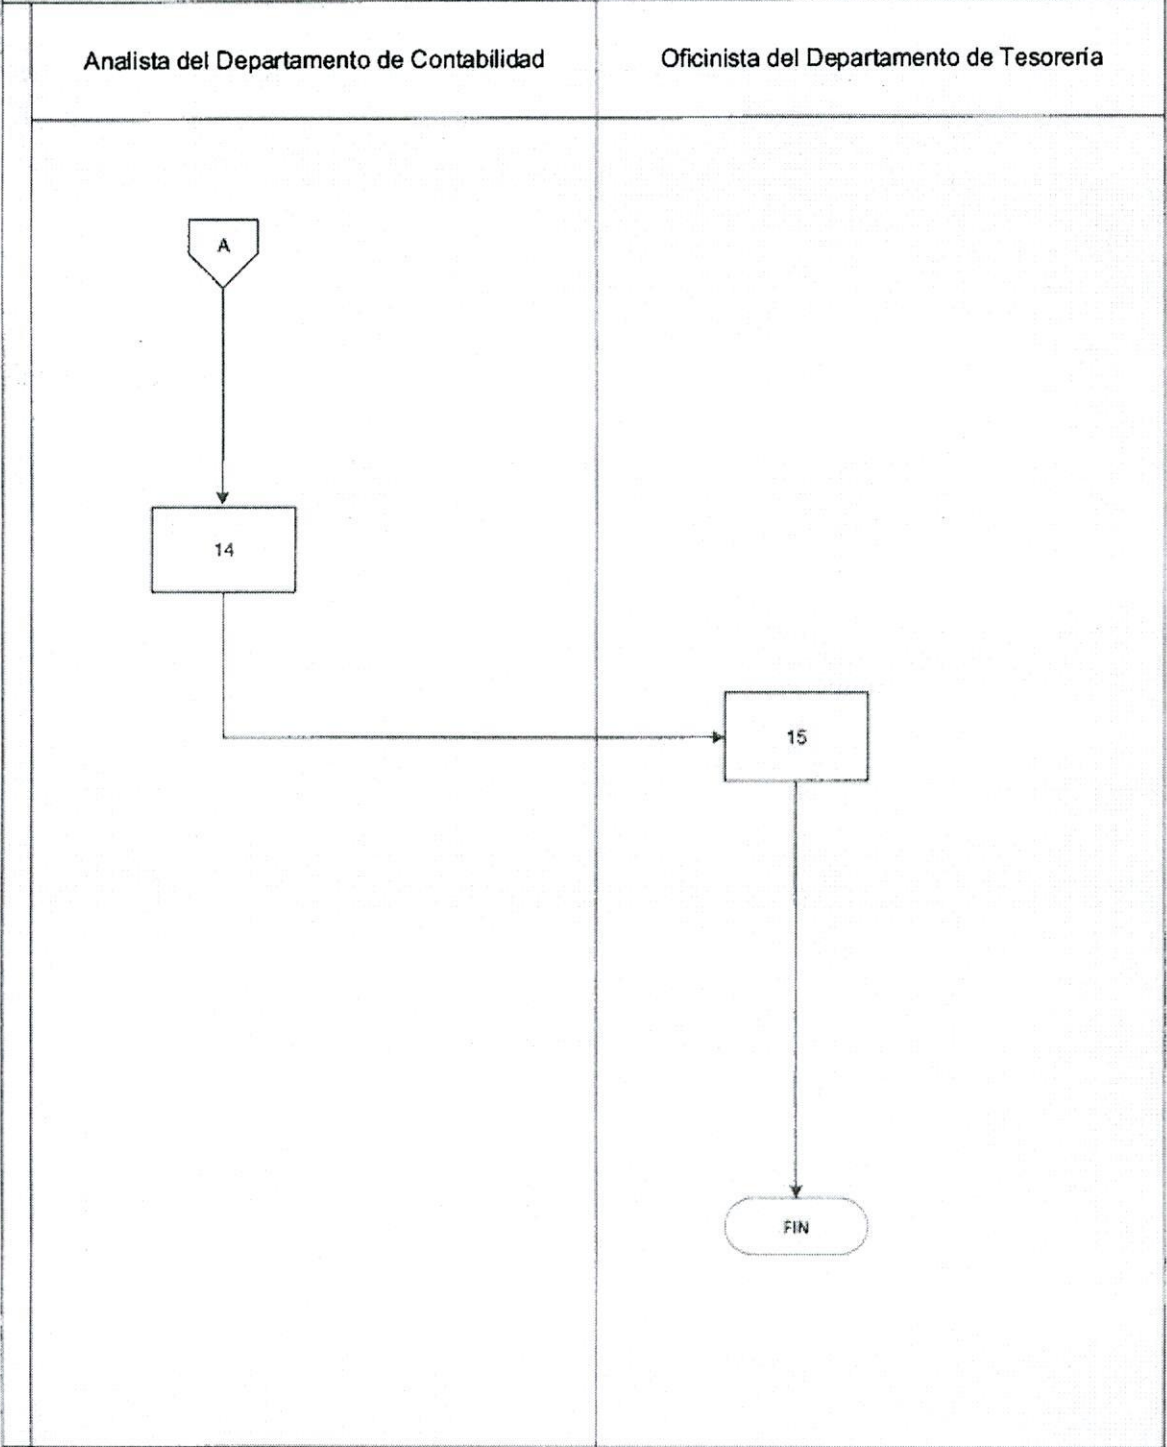 Analista del Departamento de Contabilidad
Oficinista del Departamento de Tesorería
A
14
15
FIN